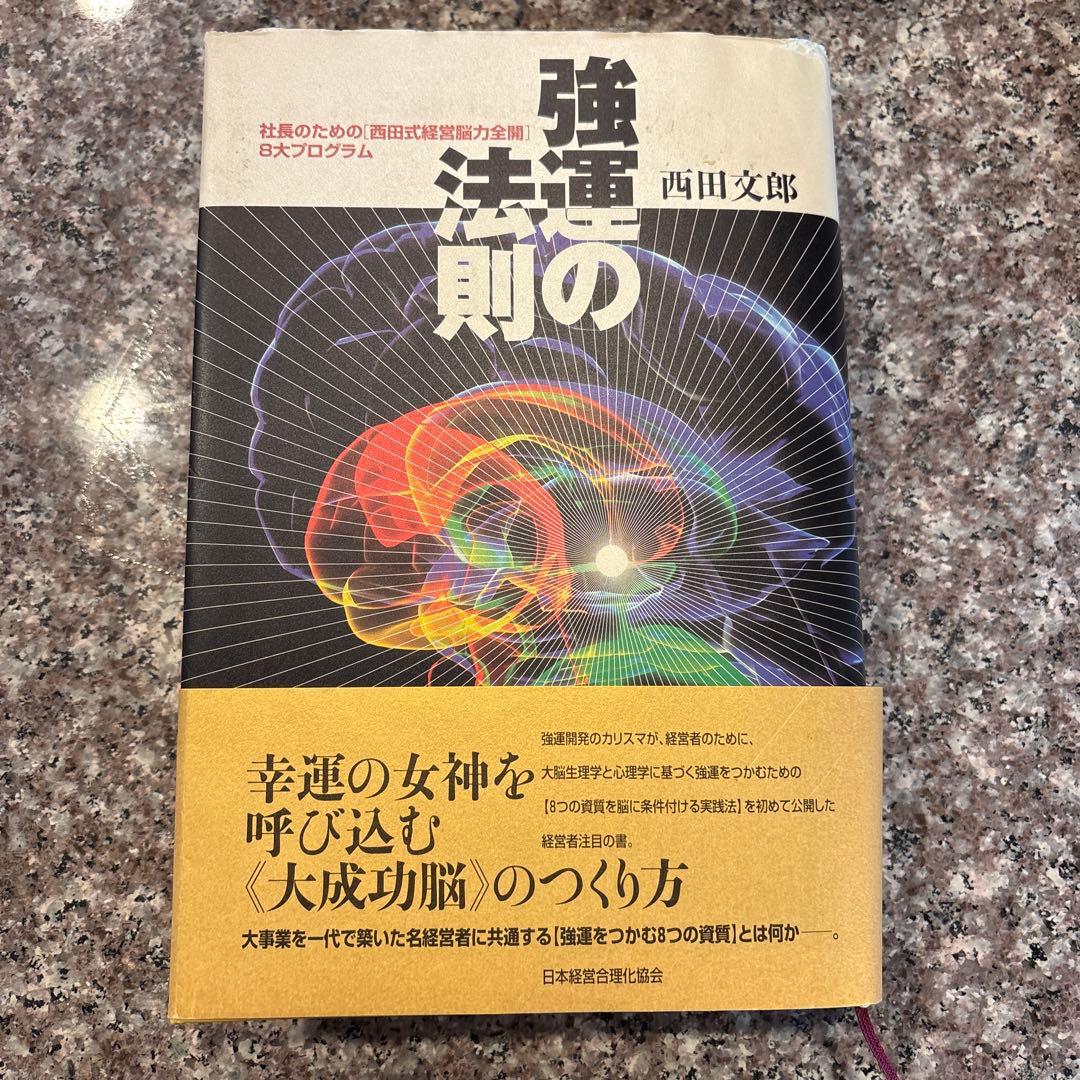 社長のための[西田式経営脳力全開]
8大プログラム
強運の
法則
西田文郎
幸運の女神を
呼び込む
《大成功脳》のつくり方
強運開発のカリスマが、経営者のために、
大脳生理学と心理学に基づく強運をつかむための
【8つの資質を脳に条件付ける実践法】を初めて公開した
経営者注目の書。
大事業を一代で築いた名経営者に共通する【強運をつかむ8つの資質】とは何か──。
日本経営合理化協会